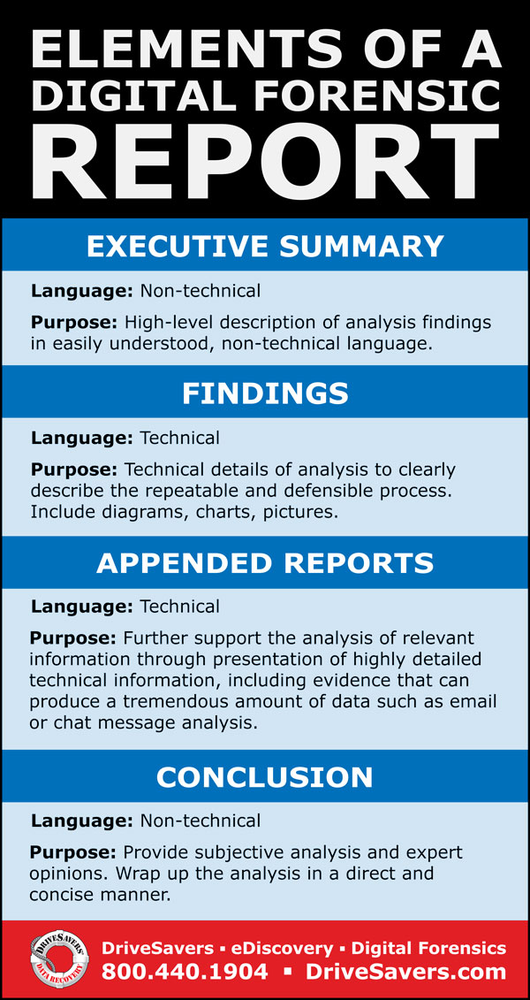 ELEMENTS OF A
DIGITAL FORENSIC
REPORT
EXECUTIVE SUMMARY
Language: Non-technical
Purpose: High-level description of analysis findings
in easily understood, non-technical language.
FINDINGS
Language: Technical
Purpose: Technical details of analysis to clearly
describe the repeatable and defensible process.
Include diagrams, charts, pictures.
APPENDED REPORTS
Language: Technical
Purpose: Further support the analysis of relevant
information through presentation of highly detailed
technical information, including evidence that can
produce a tremendous amount of data such as email
or chat message analysis.
CONCLUSION
Language: Non-technical
Purpose: Provide subjective analysis and expert
opinions. Wrap up the analysis in a direct and
concise manner.
DRIVESAVERS
DATA RECOVERY
DriveSavers ▪ eDiscovery ▪ Digital Forensics
800.440.1904 ▪ DriveSavers.com